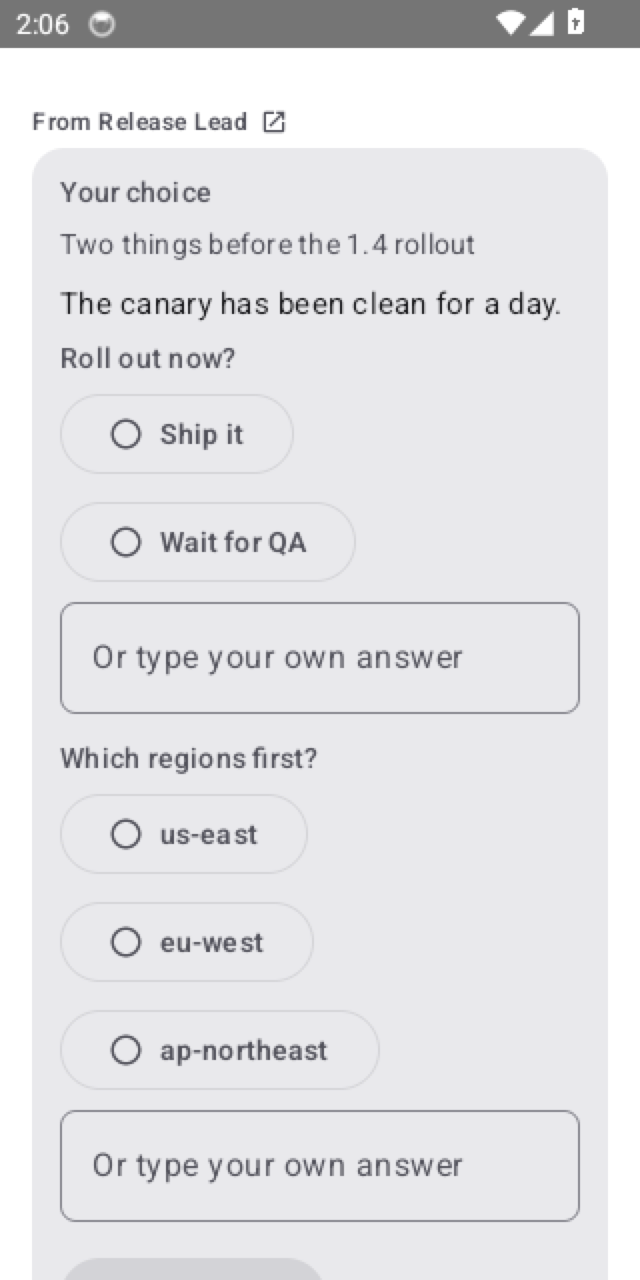 2:06
From Release Lead
Your choice
Two things before the 1.4 rollout
The canary has been clean for a day.
Roll out now?
Ship it
Wait for QA
Or type your own answer
Which regions first?
us-east
eu-west
ap-northeast
Or type your own answer